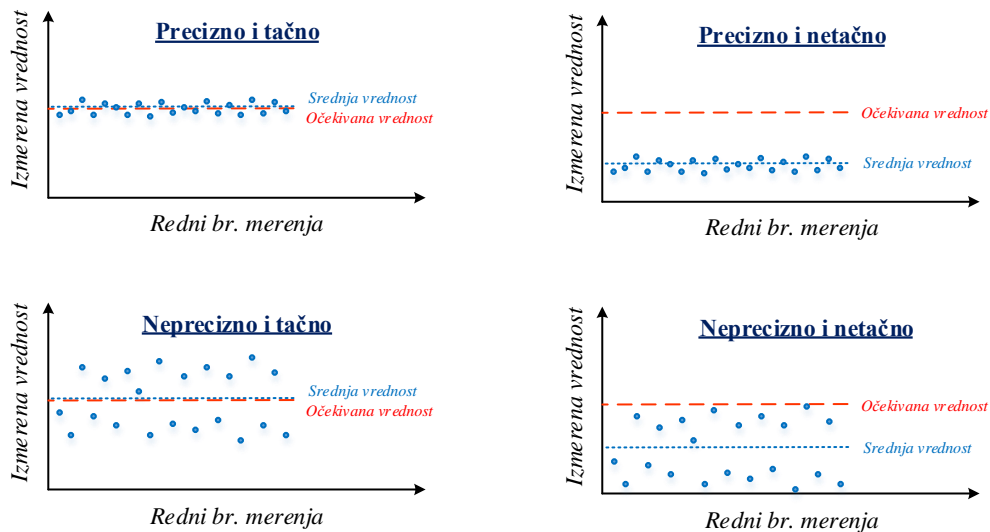 Precizno i tačno
Izmerena vrednost
Srednja vrednost
Očekivana vrednost
Redni br. merenja
Precizno i netačno
Izmerena vrednost
Očekivana vrednost
Srednja vrednost
Redni br. merenja
Neprecizno i tačno
Izmerena vrednost
Srednja vrednost
Očekivana vrednost
Redni br. merenja
Neprecizno i netačno
Izmerena vrednost
Očekivana vrednost
Srednja vrednost
Redni br. merenja